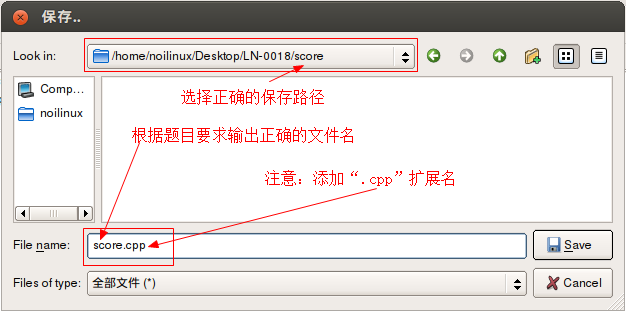 保存..
Look in:
/home/noilinux/Desktop/LN-0018/score
Comp...
noilinux
选择正确的保存路径
根据题目要求输出正确的文件名
注意：添加“.cpp”扩展名
File name:
score.cpp
Save
Files of type:
全部文件 (*)
Cancel